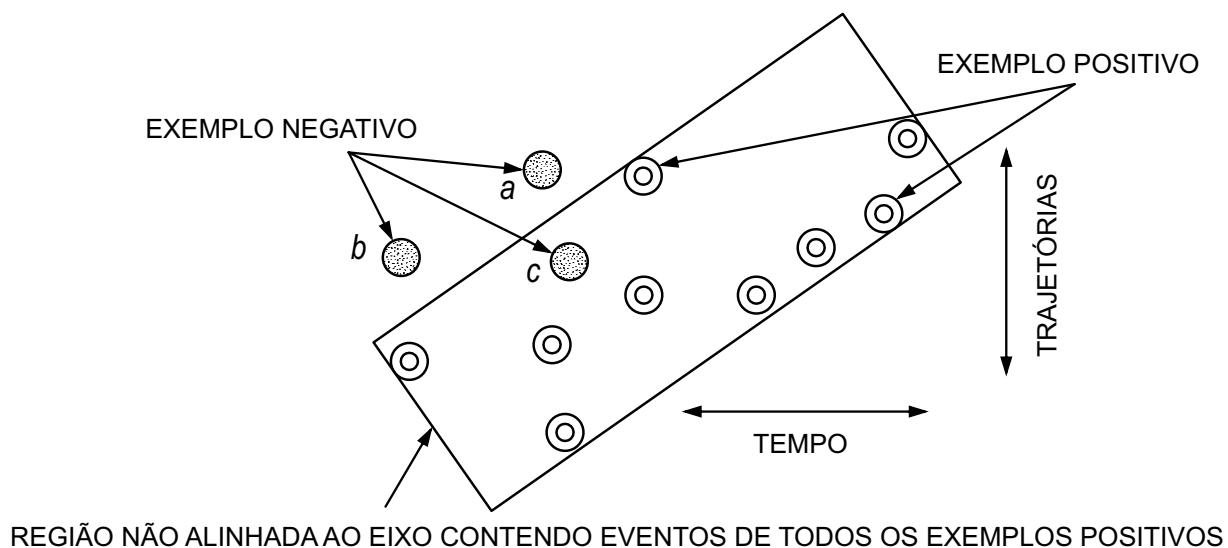 EXEMPLO POSITIVO
EXEMPLO NEGATIVO
a
b
c
TRAJETÓRIAS
TEMPO
REGIÃO NÃO ALINHADA AO EIXO CONTENDO EVENTOS DE TODOS OS EXEMPLOS POSITIVOS